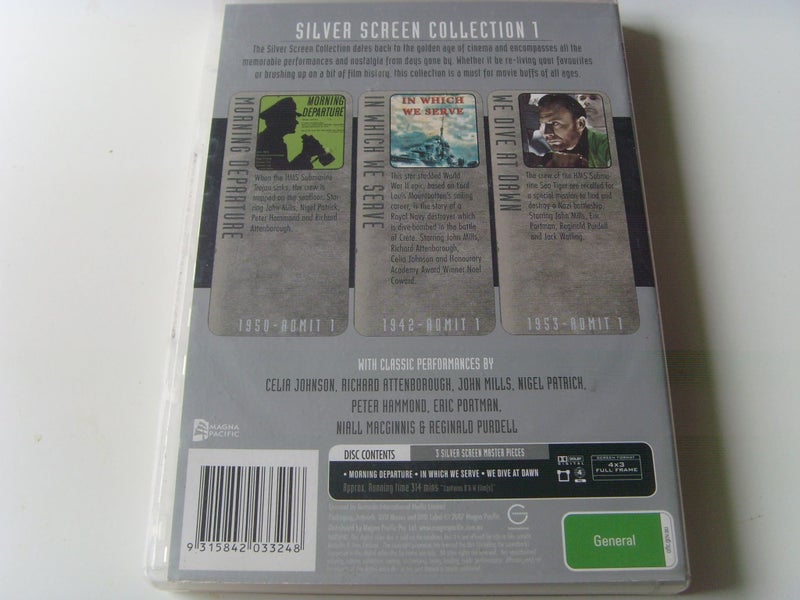 SILVER SCREEN COLLECTION 1
The Silver Screen Collection dates back to the golden age of cinema and encompasses all the
memorable performances and nostalgia from days gone by. Whether it be re-living your favourites
or brushing up on a bit of film history, this collection is a must for movie buffs of all ages.
MORNING DEPARTURE
MORNING
DEPARTURE
When the HMS Submarine
Trojan sinks, the crew is
trapped on the seafloor. Star-
ring John Mills, Nigel Patrick,
Peter Hammond and Richard
Attenborough.
1950-ADMIT 1
IN WHICH WE SERVE
IN WHICH
WE SERVE
This star studded World
War II epic, based on Lord
Louis Mountbatton's sailing
career, is the story of a
Royal Navy destroyer which
is dive-bombed in the battle
of Crete. Starring John Mills,
Richard Attenborough,
Celia Johnson and Honourary
Academy Award Winner Noel
Coward.
1942-ADMIT 1
WE DIVE AT DAWN
The crew of the HMS Subma-
rine Sea Tiger are recalled for
a special mission to find and
destroy a Nazi battleship.
Starring John Mills, Eric
Portman, Reginald Purdell
and Jack Watling.
1953-ADMIT 1
WITH CLASSIC PERFORMANCES BY
CELIA JOHNSON, RICHARD ATTENBOROUGH, JOHN MILLS, NIGEL PATRICH,
PETER HAMMOND, ERIC PORTMAN,
NIALL MACGINNIS & REGINALD PURDELL
MAGNA
PACIFIC
DISC CONTENTS
3 SILVER SCREEN MASTER PIECES
• MORNING DEPARTURE • IN WHICH WE SERVE • WE DIVE AT DAWN
Approx. Running time 314 mins "Contains B & W film(s)"
DOLBY
DIGITAL
4
SCREEN FORMAT
4x3
FULL FRAME
9 315842 033248
General